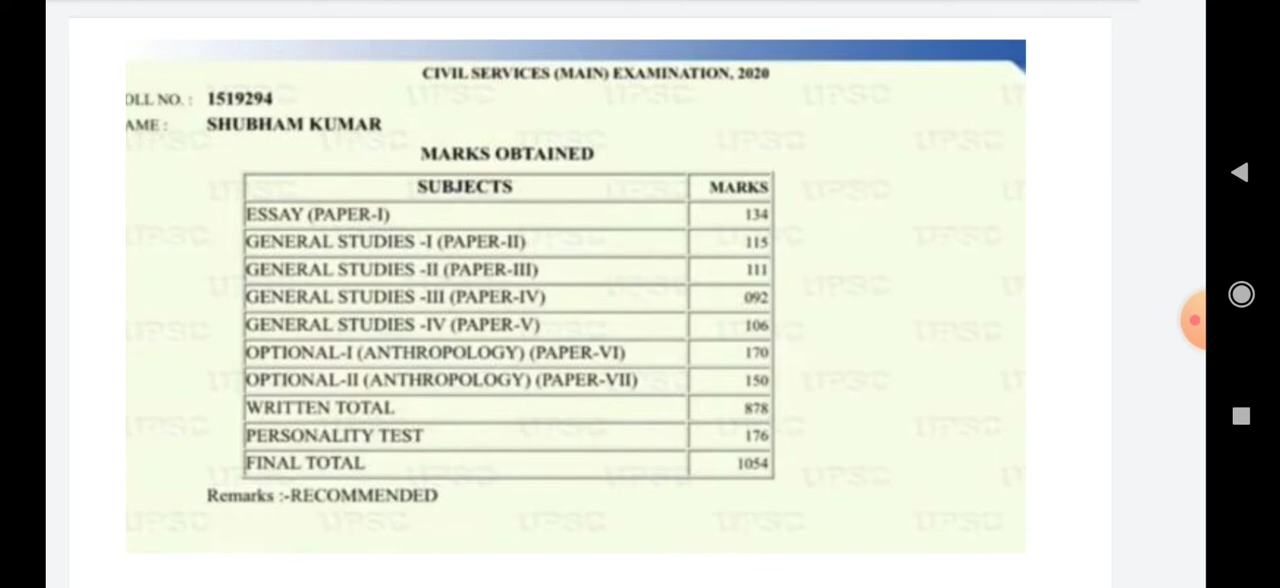 CIVIL SERVICES (MAIN) EXAMINATION, 2020
OLL NO. : 1519294
AME : SHUBHAM KUMAR
MARKS OBTAINED
SUBJECTS MARKS
ESSAY (PAPER-I) 134
GENERAL STUDIES -I (PAPER-II) 115
GENERAL STUDIES -II (PAPER-III) 111
GENERAL STUDIES -III (PAPER-IV) 092
GENERAL STUDIES -IV (PAPER-V) 106
OPTIONAL-I (ANTHROPOLOGY) (PAPER-VI) 170
OPTIONAL-II (ANTHROPOLOGY) (PAPER-VII) 150
WRITTEN TOTAL 878
PERSONALITY TEST 176
FINAL TOTAL 1054
Remarks :-RECOMMENDED